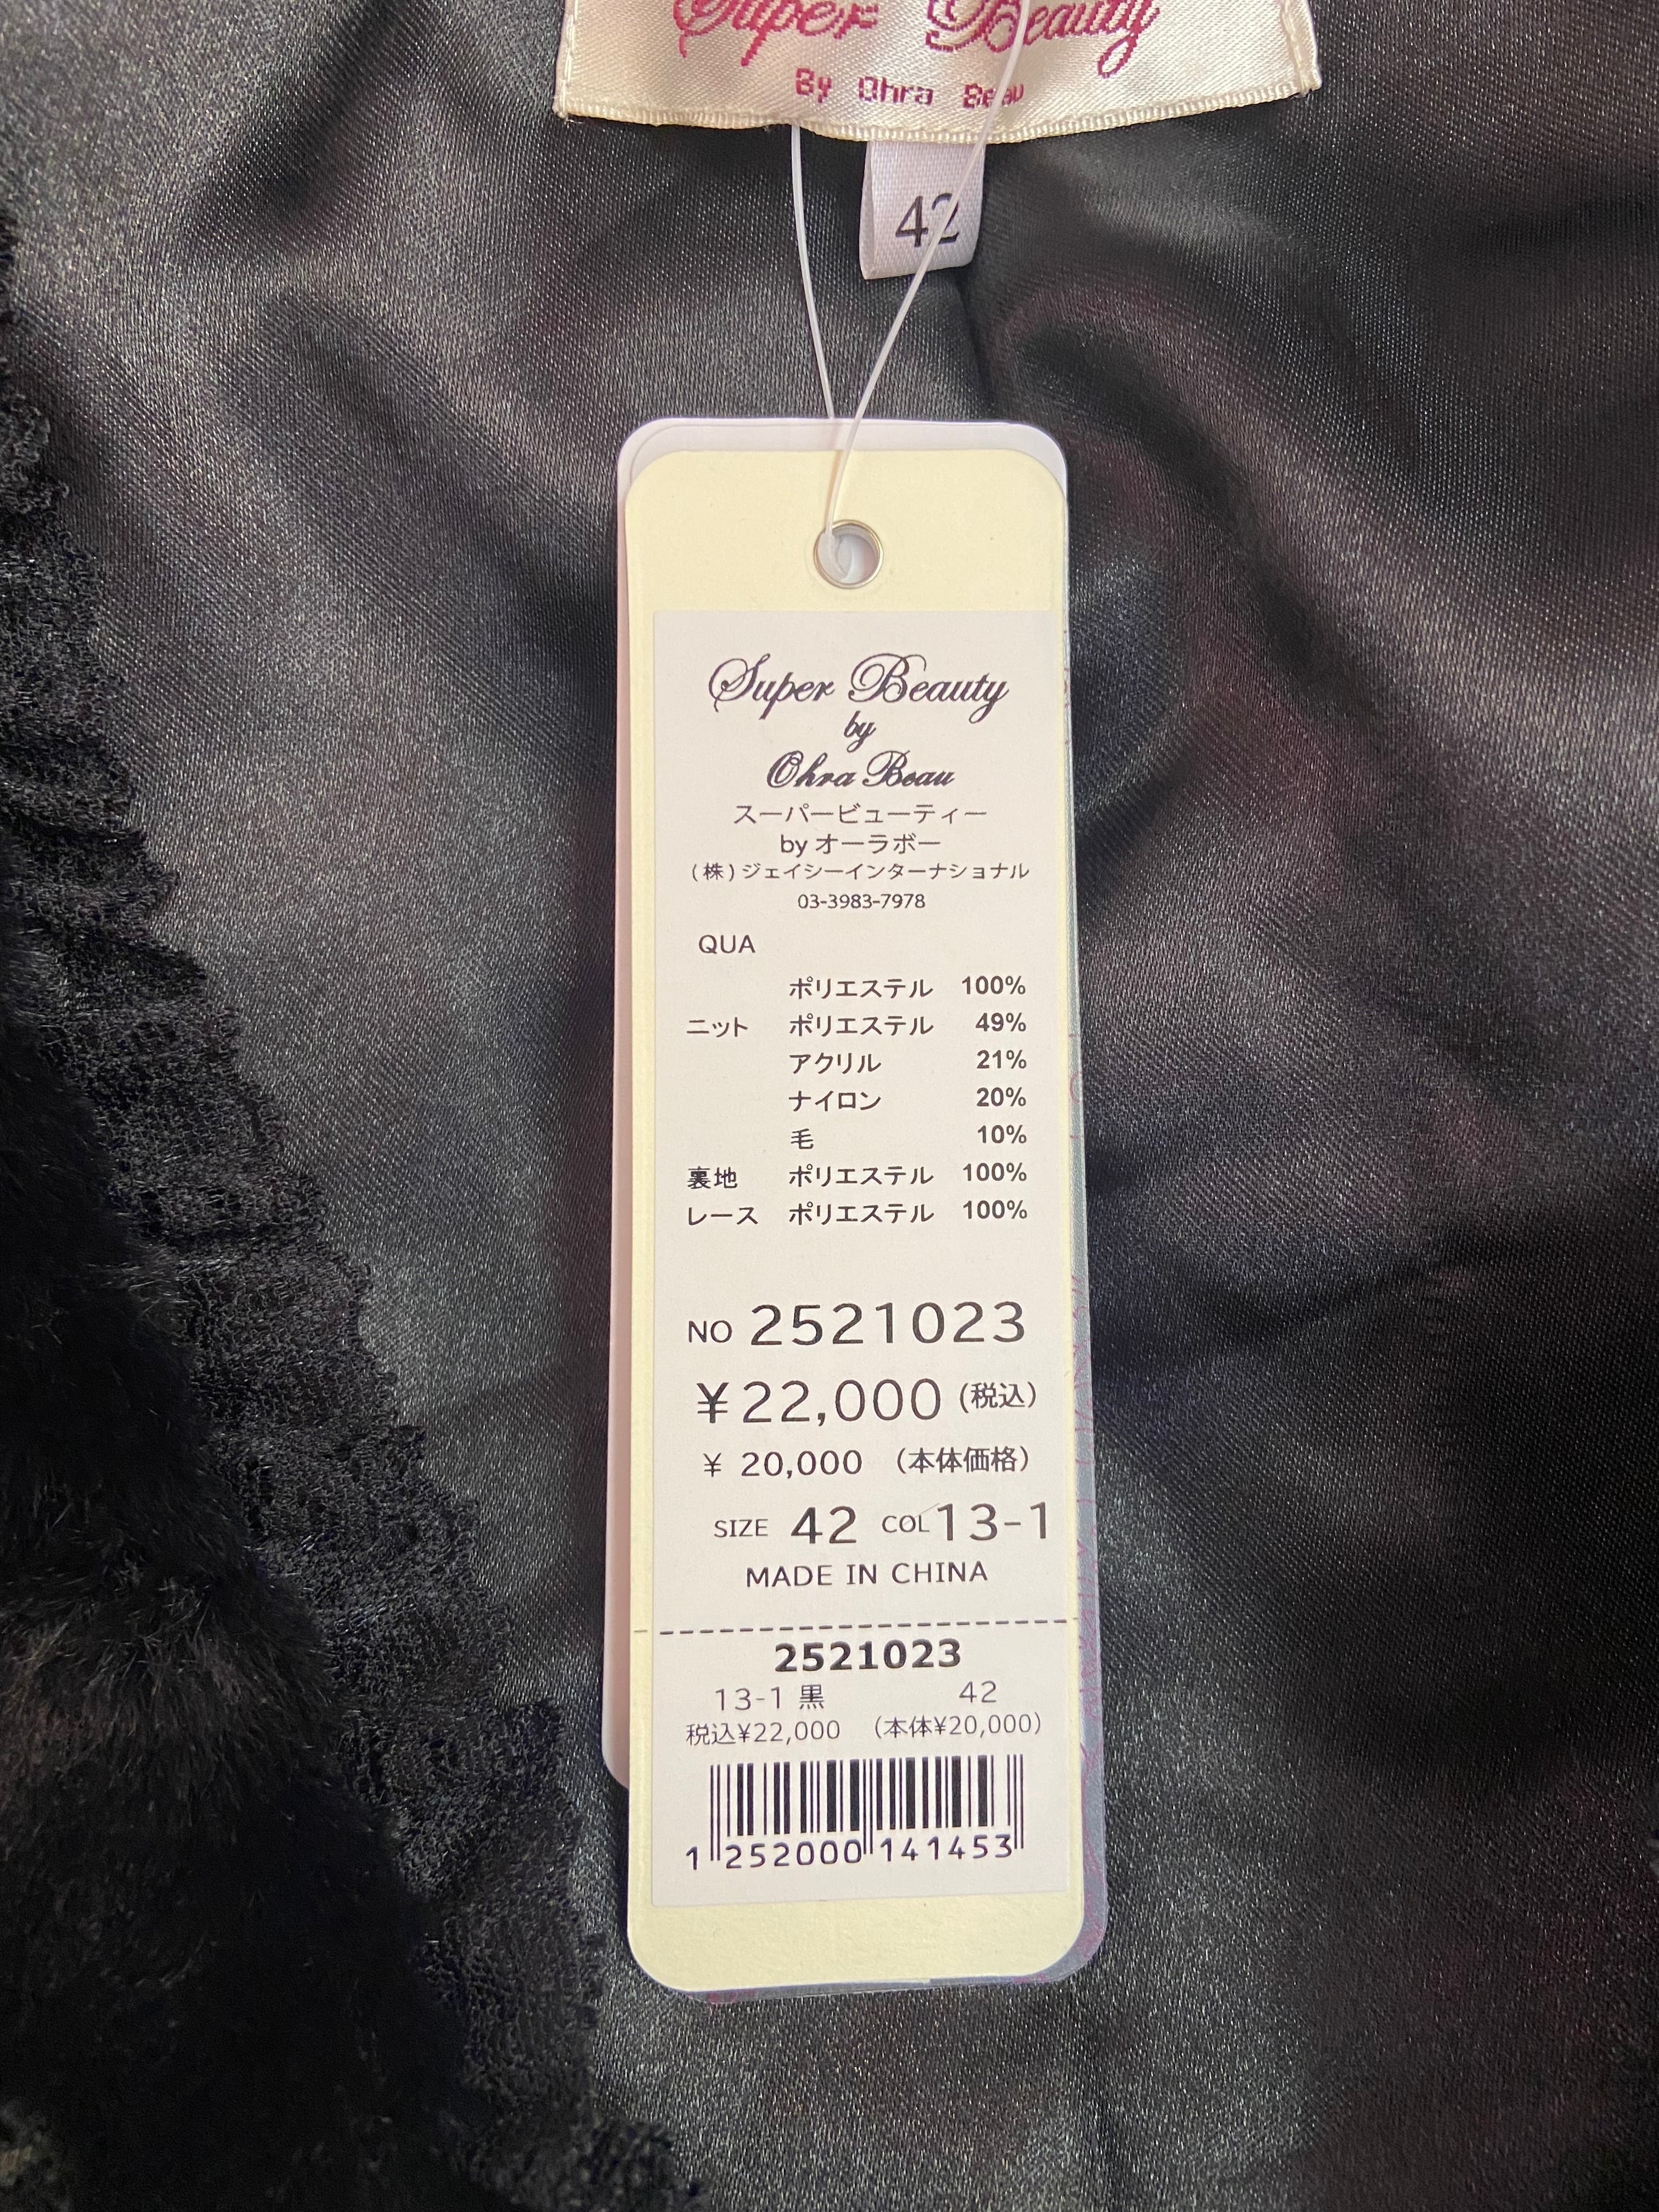 Super Beauty
By Ohra Beau
42
Super Beauty
by
Ohra Beau
スーパービューティー
by オーラボー
(株)ジェイシーインターナショナル
03-3983-7978
QUA
ポリエステル 100%
ニット ポリエステル 49%
アクリル 21%
ナイロン 20%
毛 10%
裏地 ポリエステル 100%
レース ポリエステル 100%
NO 2521023
¥22,000 (税込)
¥ 20,000 (本体価格)
SIZE 42 COL 13-1
MADE IN CHINA
2521023
13-1 黒 42
税込¥22,000 (本体¥20,000)
1 252000 141453